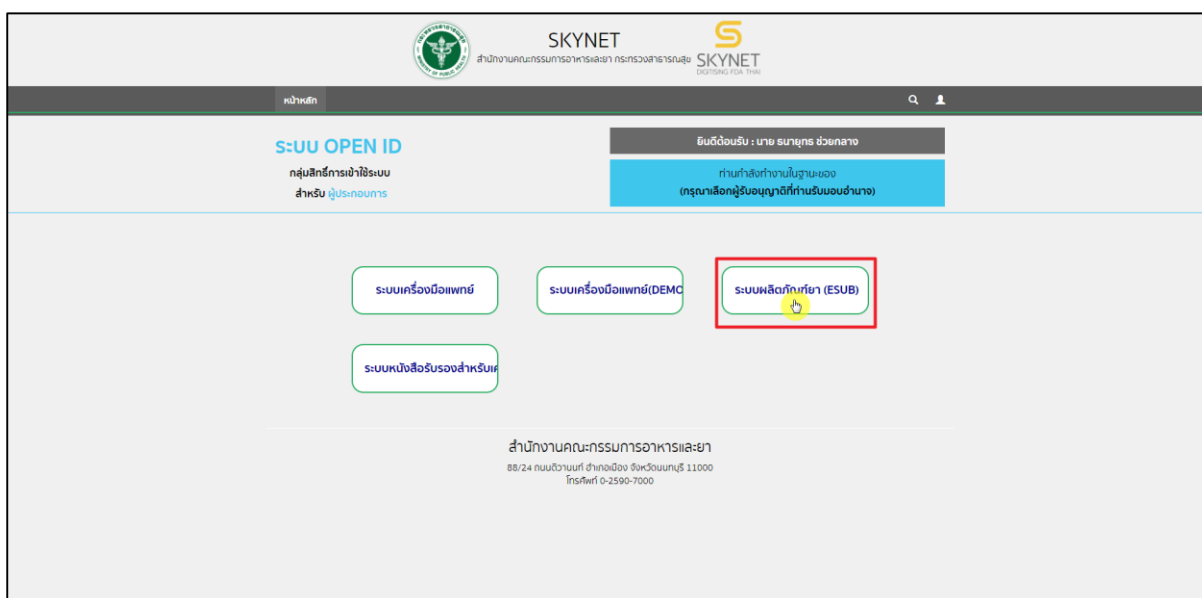 SKYNET
สำนักงานคณะกรรมการอาหารและยา กระทรวงสาธารณสุข
SKYNET
DIGITISING FDA THAI
หน้าหลัก
ระบบ OPEN ID
กลุ่มสิทธิ์การเข้าใช้ระบบ
สำหรับ ผู้ประกอบการ
ยินดีต้อนรับ : นาย ธนายุทธ ช่วยกลาง
ท่านกำลังทำงานในฐานะของ
(กรุณาเลือกผู้รับอนุญาติที่ท่านรับมอบอำนาจ)
ระบบเครื่องมือแพทย์
ระบบเครื่องมือแพทย์(DEMO
ระบบผลิตภัณฑ์ยา (ESUB)
ระบบหนังสือรับรองสำหรับเค
สำนักงานคณะกรรมการอาหารและยา
88/24 ถนนติวานนท์ อำเภอเมือง จังหวัดนนทบุรี 11000
โทรศัพท์ 0-2590-7000